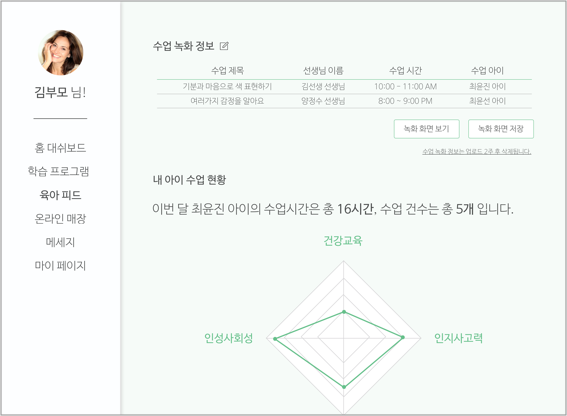 김부모 님!
홈 대쉬보드
학습 프로그램
육아 피드
온라인 매장
메세지
마이 페이지
수업 녹화 정보
수업 제목 선생님 이름 수업 시간 수업 아이
기분과 마음으로 색 표현하기 김선생 선생님 10:00 ~ 11:00 AM 최윤진 아이
여러가지 감정을 알아요 양정수 선생님 8:00 ~ 9:00 PM 최윤선 아이
녹화 화면 보기 녹화 화면 저장
수업 녹화 정보는 업로드 2주 후 삭제됩니다.
내 아이 수업 현황
이번 달 최윤진 아이의 수업시간은 총 16시간, 수업 건수는 총 5개 입니다.
건강교육
인성사회성 인지사고력